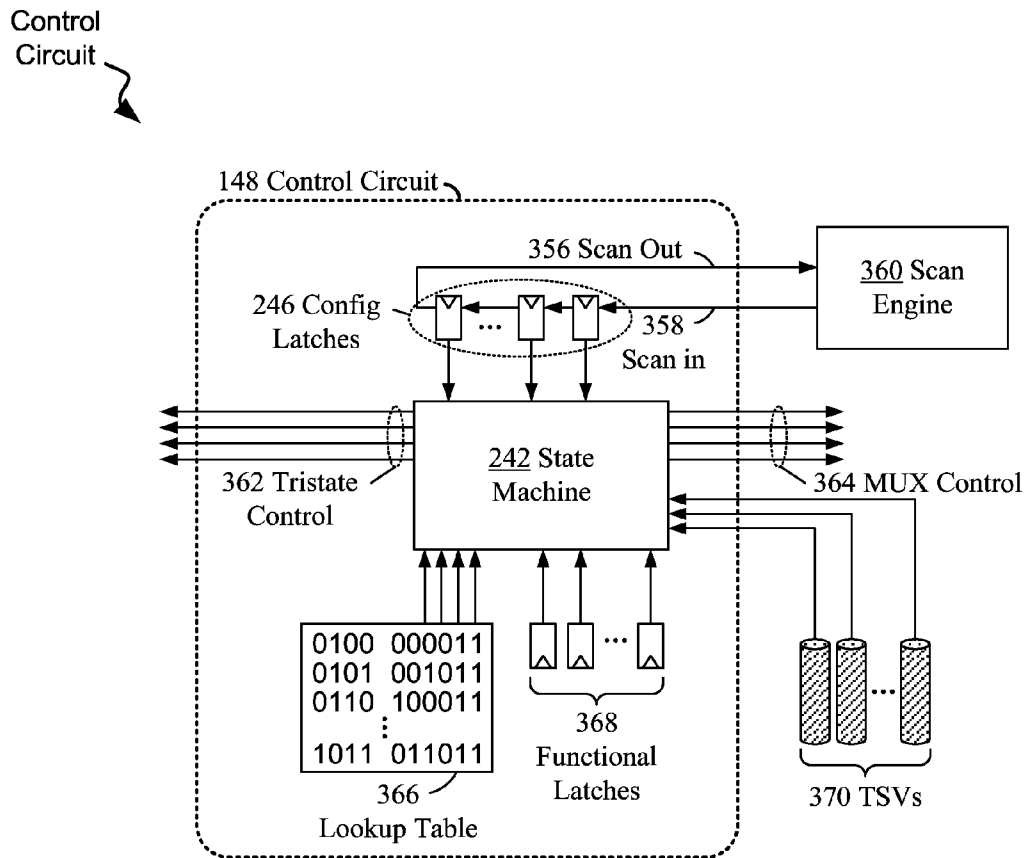 Control
Circuit
148 Control Circuit
356 Scan Out
360 Scan
Engine
246 Config
Latches
...
358
Scan in
242 State
Machine
362 Tristate
Control
364 MUX Control
0100 000011
0101 001011
0110 100011
⋮
1011 011011
366
Lookup Table
...
368
Functional
Latches
...
370 TSVs